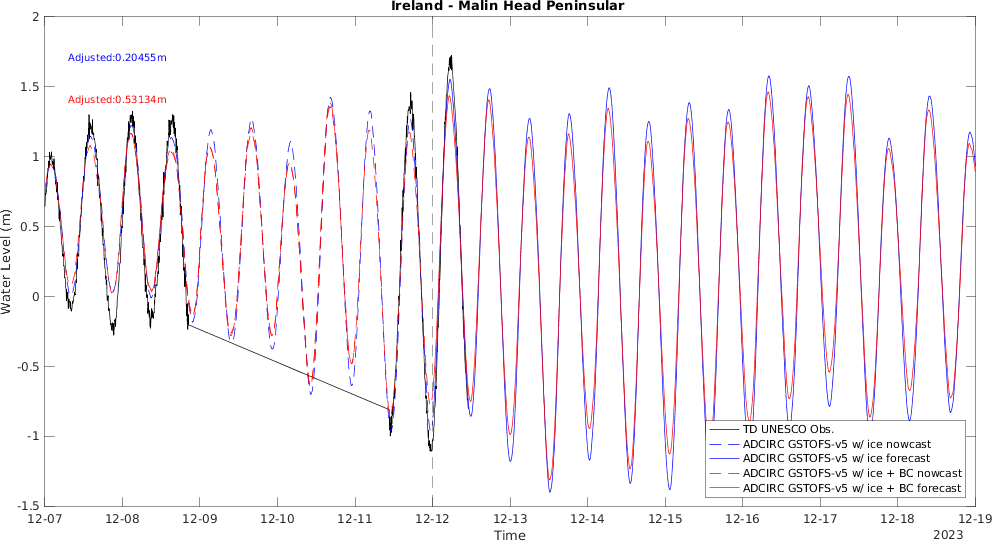 Ireland - Malin Head Peninsular
Adjusted:0.20455m
Adjusted:0.53134m
Water Level (m)
2
1.5
1
0.5
0
-0.5
-1
-1.5
TD UNESCO Obs.
ADCIRC GSTOFS-v5 w/ ice nowcast
ADCIRC GSTOFS-v5 w/ ice forecast
ADCIRC GSTOFS-v5 w/ ice + BC nowcast
ADCIRC GSTOFS-v5 w/ ice + BC forecast
12-07 12-08 12-09 12-10 12-11 12-12 12-13 12-14 12-15 12-16 12-17 12-18 12-19
Time
2023